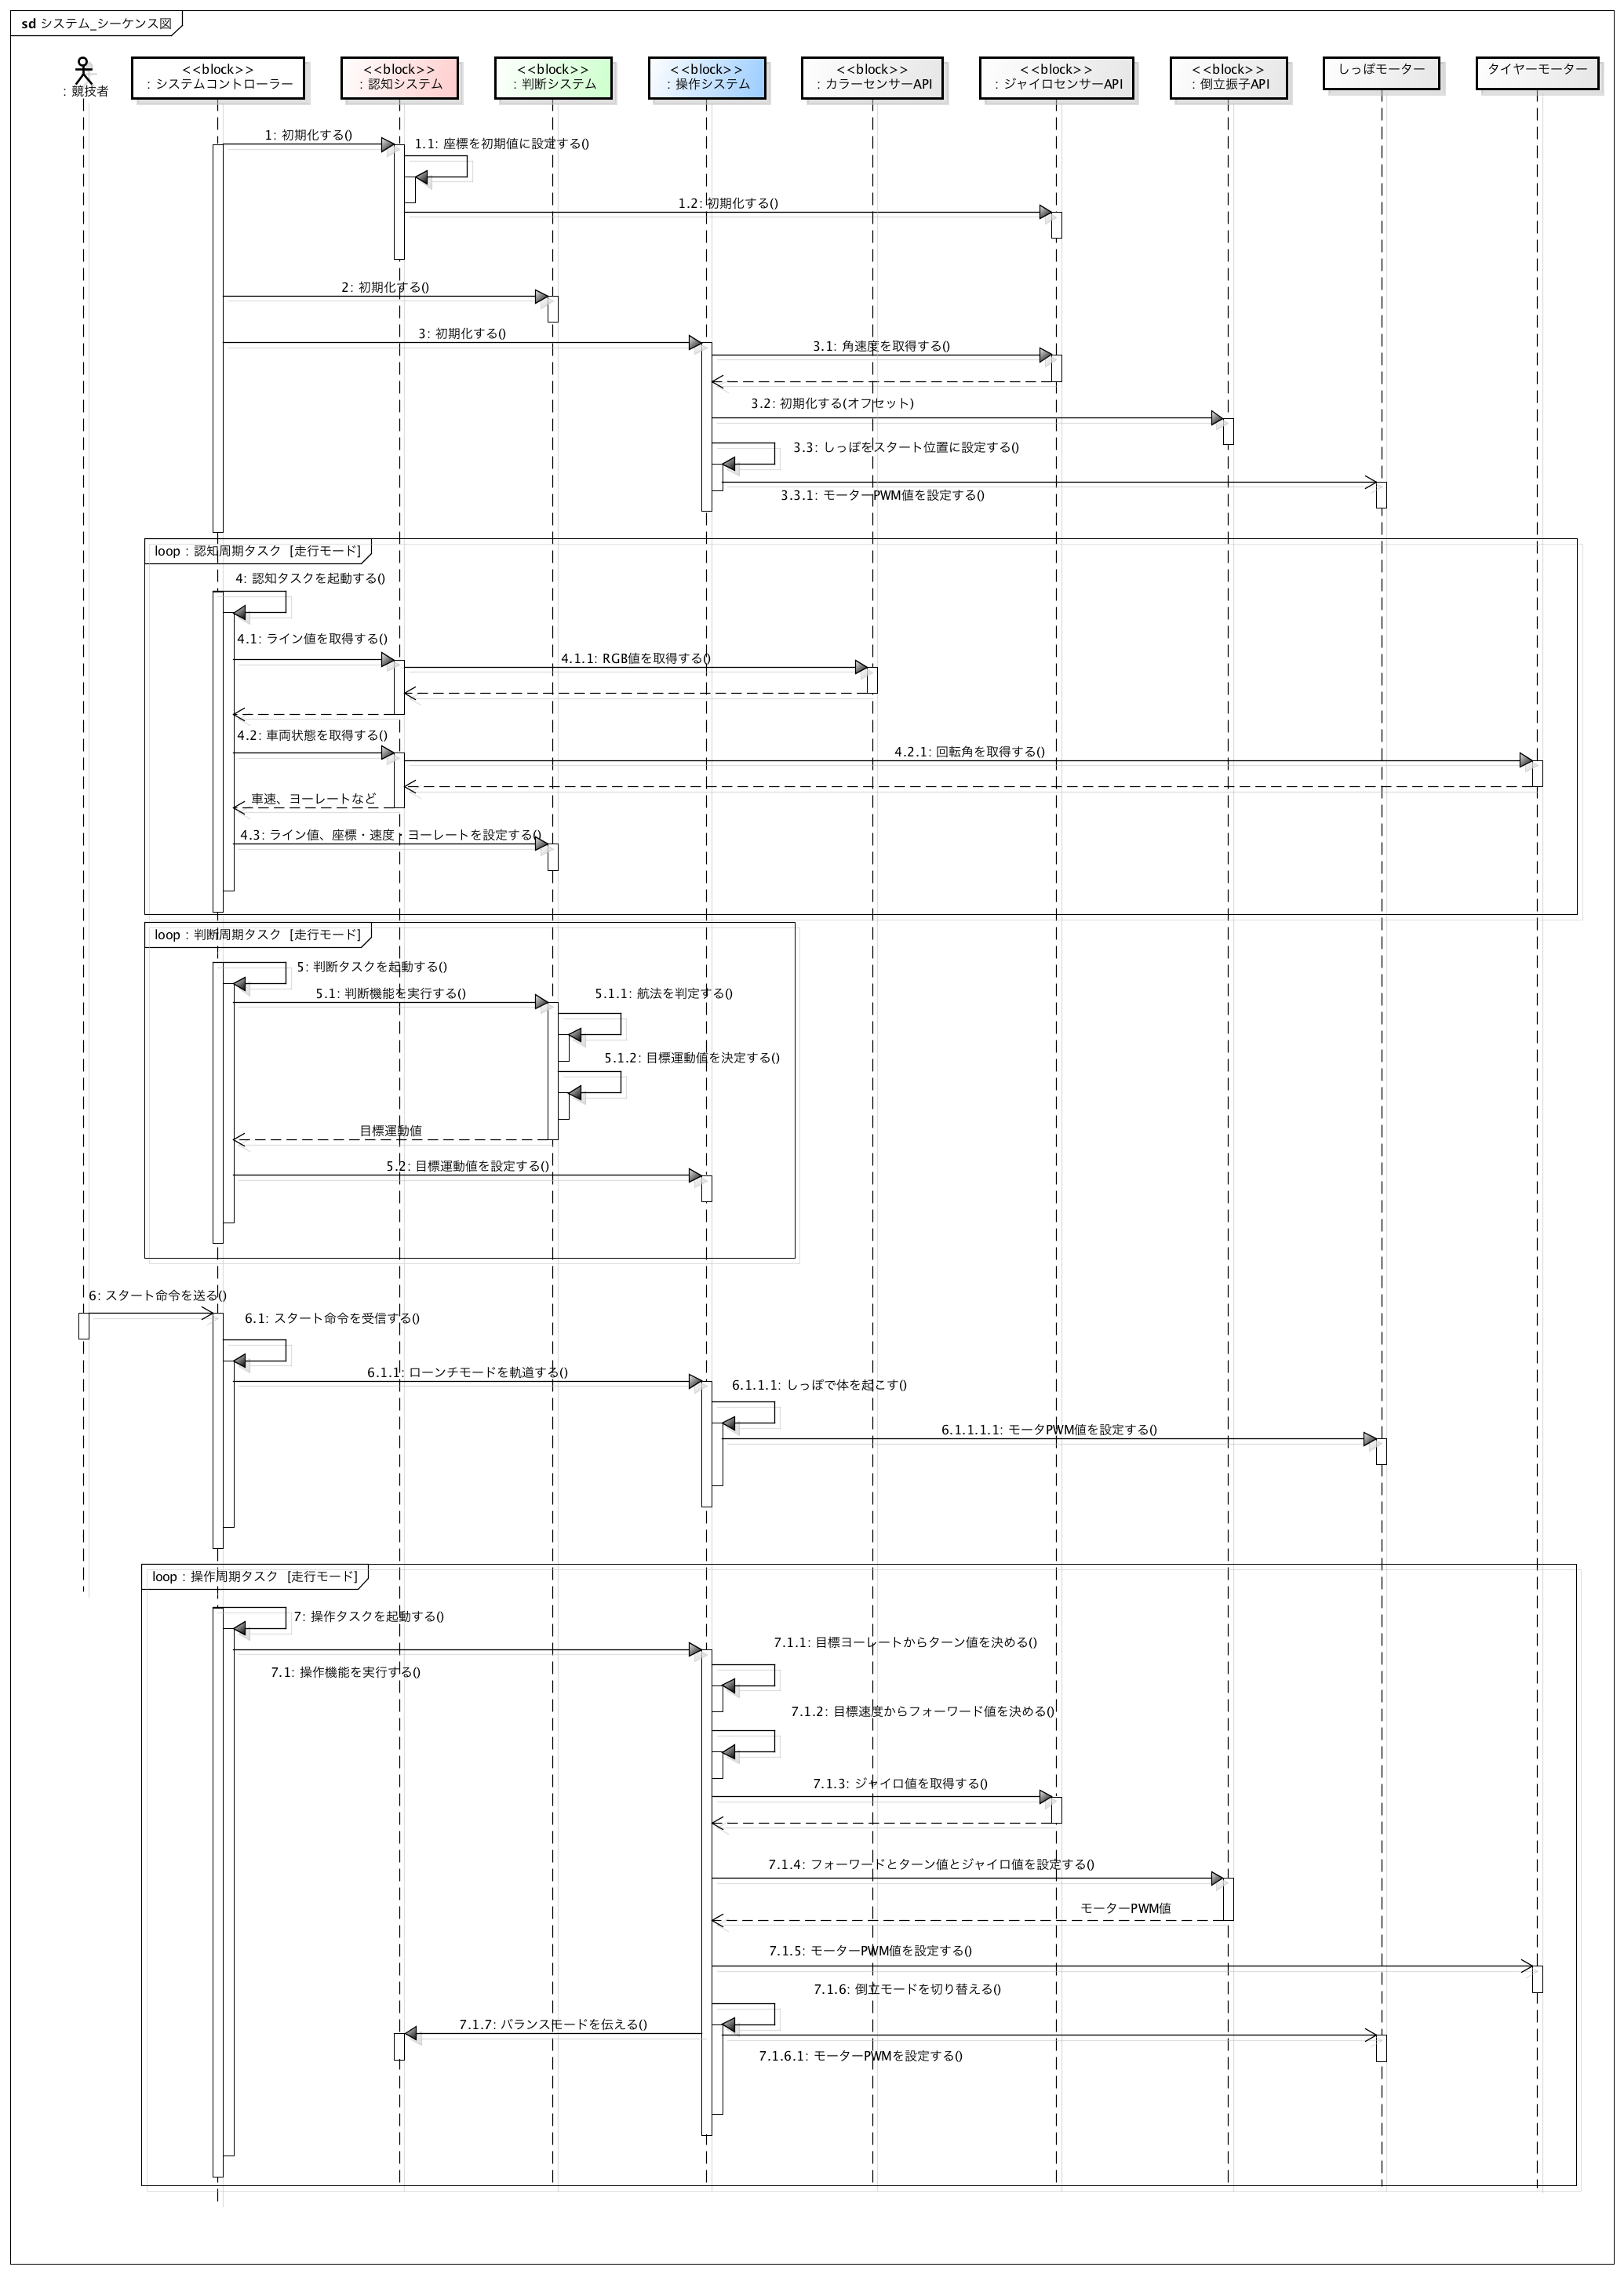 sd システム_シーケンス図
: 競技者
<<block>>
: システムコントローラー
<<block>>
: 認知システム
<<block>>
: 判断システム
<<block>>
: 操作システム
<<block>>
: カラーセンサーAPI
<<block>>
: ジャイロセンサーAPI
<<block>>
: 倒立振子API
しっぽモーター
タイヤーモーター
1: 初期化する()
1.1: 座標を初期値に設定する()
1.2: 初期化する()
2: 初期化する()
3: 初期化する()
3.1: 角速度を取得する()
3.2: 初期化する(オフセット)
3.3: しっぽをスタート位置に設定する()
3.3.1: モーターPWM値を設定する()
loop : 認知周期タスク [走行モード]
4: 認知タスクを起動する()
4.1: ライン値を取得する()
4.1.1: RGB値を取得する()
4.2: 車両状態を取得する()
4.2.1: 回転角を取得する()
車速、ヨーレートなど
4.3: ライン値、座標・速度・ヨーレートを設定する()
loop : 判断周期タスク [走行モード]
5: 判断タスクを起動する()
5.1: 判断機能を実行する()
5.1.1: 航法を判定する()
5.1.2: 目標運動値を決定する()
目標運動値
5.2: 目標運動値を設定する()
6: スタート命令を送る()
6.1: スタート命令を受信する()
6.1.1: ローンチモードを軌道する()
6.1.1.1: しっぽで体を起こす()
6.1.1.1.1: モータPWM値を設定する()
loop : 操作周期タスク [走行モード]
7: 操作タスクを起動する()
7.1: 操作機能を実行する()
7.1.1: 目標ヨーレートからターン値を決める()
7.1.2: 目標速度からフォーワード値を決める()
7.1.3: ジャイロ値を取得する()
7.1.4: フォーワードとターン値とジャイロ値を設定する()
モーターPWM値
7.1.5: モーターPWM値を設定する()
7.1.6: 倒立モードを切り替える()
7.1.7: バランスモードを伝える()
7.1.6.1: モーターPWMを設定する()